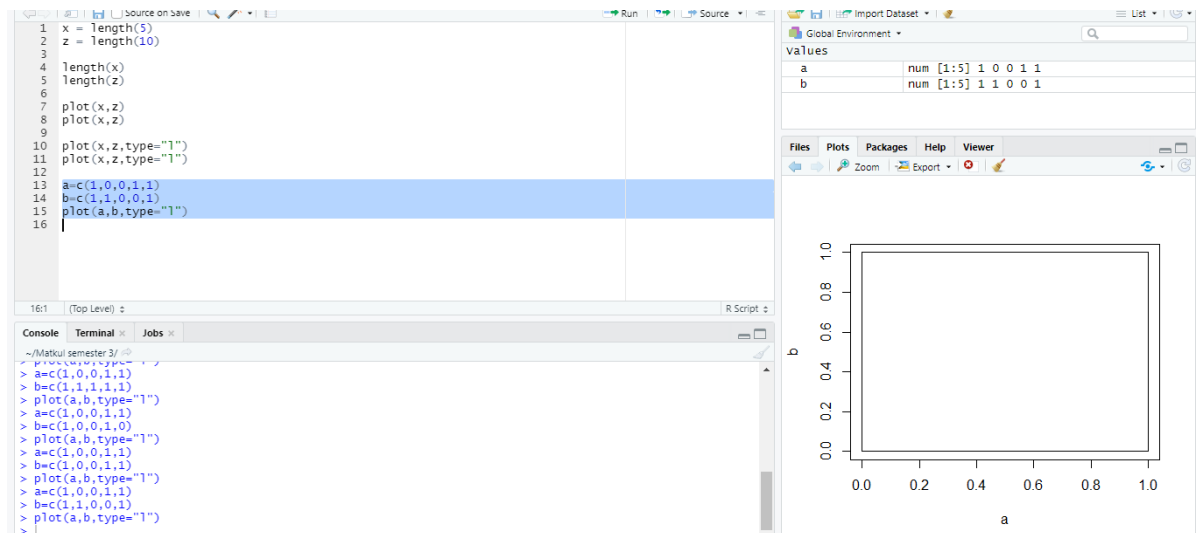 Source on Save
Run
Source
1 x = length(5)
2 z = length(10)
3
4 length(x)
5 length(z)
6
7 plot(x,z)
8 plot(x,z)
9
10 plot(x,z,type="l")
11 plot(x,z,type="l")
12
13 a=c(1,0,0,1,1)
14 b=c(1,1,0,0,1)
15 plot(a,b,type="l")
16
16:1 (Top Level) R Script
Console Terminal Jobs
~/Matkul semester 3/
> plot(a,b,type="l")
> a=c(1,0,0,1,1)
> b=c(1,1,1,1,1)
> plot(a,b,type="l")
> a=c(1,0,0,1,1)
> b=c(1,0,0,1,0)
> plot(a,b,type="l")
> a=c(1,0,0,1,1)
> b=c(1,0,0,1,1)
> plot(a,b,type="l")
> a=c(1,0,0,1,1)
> b=c(1,1,0,0,1)
> plot(a,b,type="l")
>
Import Dataset
List
Global Environment
Values
a num [1:5] 1 0 0 1 1
b num [1:5] 1 1 0 0 1
Files Plots Packages Help Viewer
Zoom Export
b
1.0
0.8
0.6
0.4
0.2
0.0
0.0 0.2 0.4 0.6 0.8 1.0
a